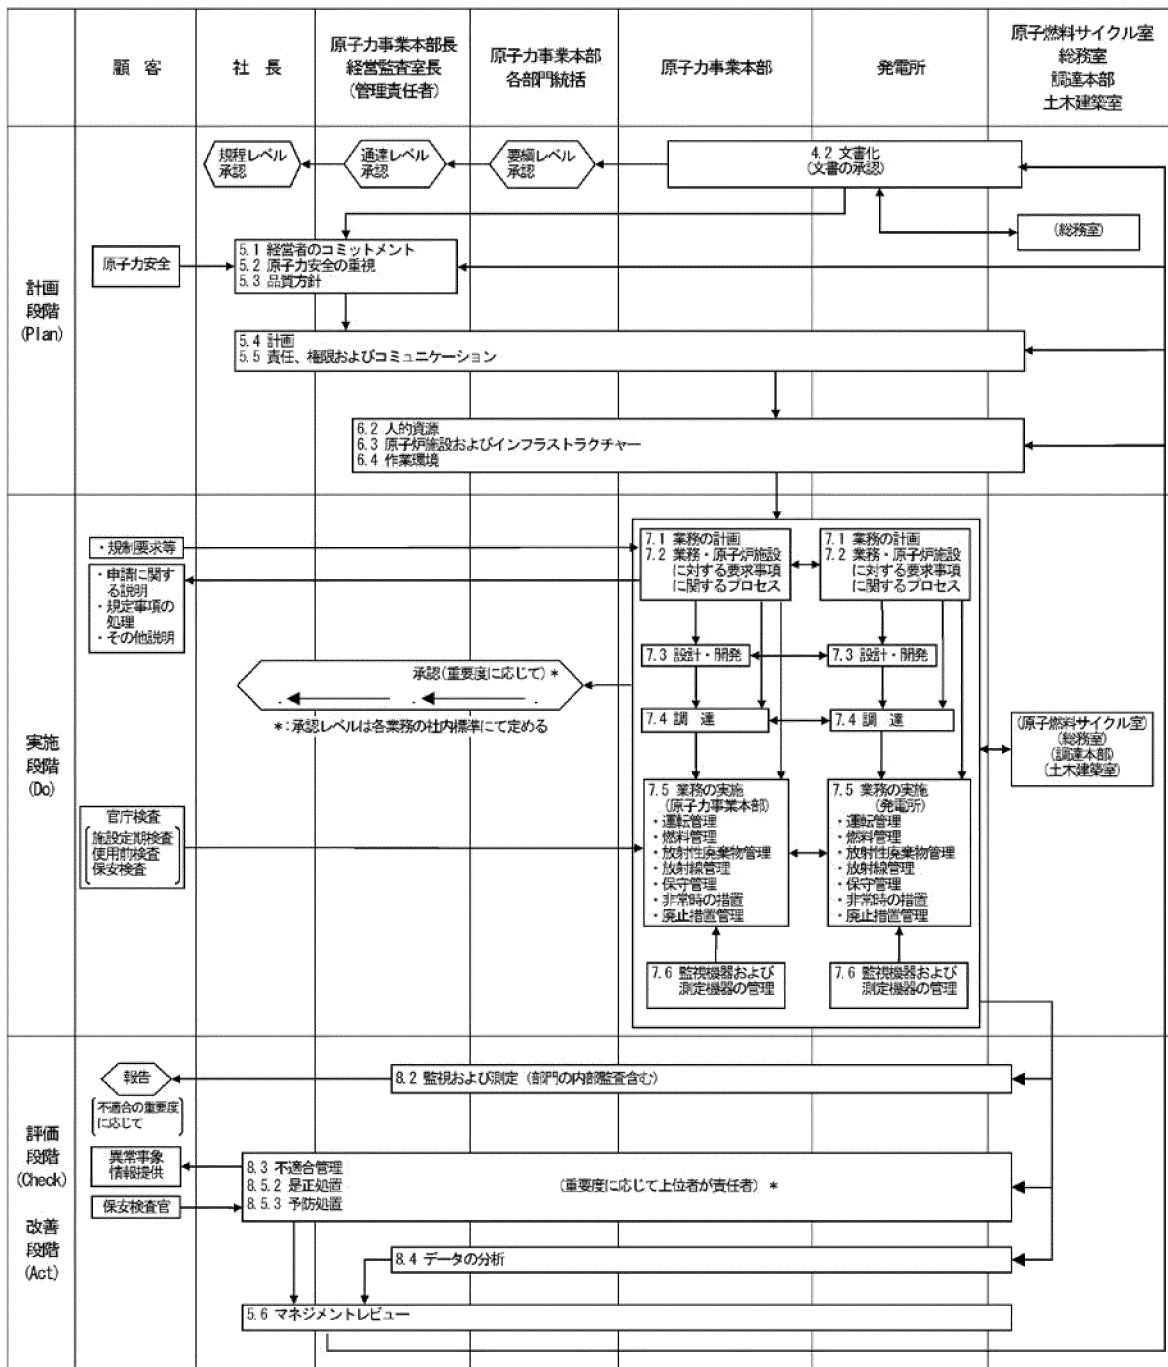 顧 客
社 長
原子力事業本部長
経営監査室長
(管理責任者)
原子力事業本部
各部門統括
原子力事業本部
発電所
原子燃料サイクル室
総務室
調達本部
土木建築室
計画
段階
(Plan)
規程レベル
承認
通達レベル
承認
要綱レベル
承認
4.2 文書化
(文書の承認)
(総務室)
原子力安全
5.1 経営者のコミットメント
5.2 原子力安全の重視
5.3 品質方針
5.4 計画
5.5 責任、権限およびコミュニケーション
6.2 人的資源
6.3 原子炉施設およびインフラストラクチャー
6.4 作業環境
実施
段階
(Do)
・規制要求等
・申請に関す
る説明
・規定事項の
処理
・その他説明
7.1 業務の計画
7.2 業務・原子炉施設
に対する要求事項
に関するプロセス
7.1 業務の計画
7.2 業務・原子炉施設
に対する要求事項
に関するプロセス
7.3 設計・開発
7.3 設計・開発
承認(重要度に応じて)*
*:承認レベルは各業務の社内標準にて定める
7.4 調 達
7.4 調 達
(原子燃料サイクル室)
(総務室)
(調達本部)
(土木建築室)
官庁検査
施設定期検査
使用前検査
保安検査
7.5 業務の実施
(原子力事業本部)
・運転管理
・燃料管理
・放射性廃棄物管理
・放射線管理
・保守管理
・非常時の措置
・廃止措置管理
7.5 業務の実施
(発電所)
・運転管理
・燃料管理
・放射性廃棄物管理
・放射線管理
・保守管理
・非常時の措置
・廃止措置管理
7.6 監視機器および
測定機器の管理
7.6 監視機器および
測定機器の管理
評価
段階
(Check)
改善
段階
(Act)
報告
不適合の重要度
に応じて
8.2 監視および測定(部門の内部監査含む)
異常事象
情報提供
保安検査官
8.3 不適合管理
8.5.2 是正処置
8.5.3 予防処置
(重要度に応じて上位者が責任者)*
8.4 データの分析
5.6 マネジメントレビュー